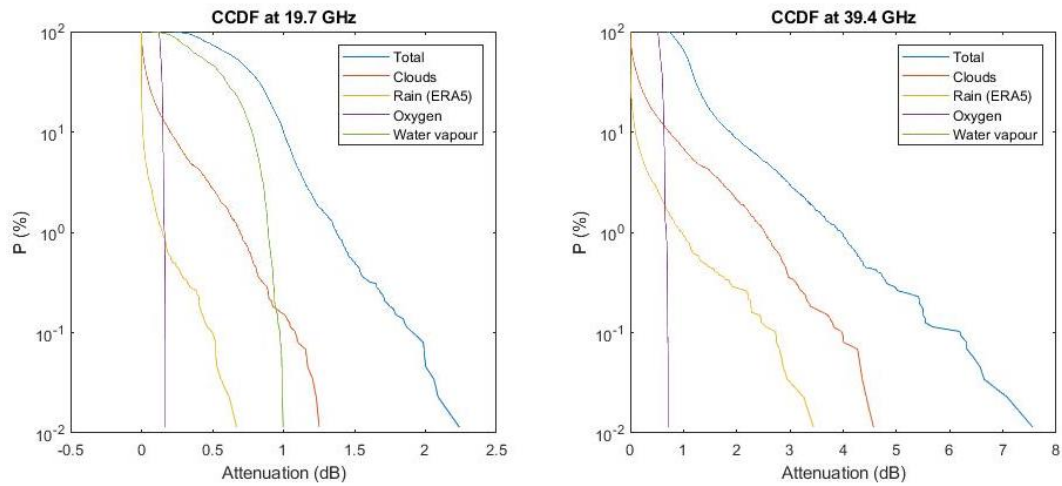 CCDF at 19.7 GHz
10^2
10^1
10^0
10^-1
10^-2
P (%)
Total
Clouds
Rain (ERA5)
Oxygen
Water vapour
-0.5 0 0.5 1 1.5 2 2.5
Attenuation (dB)
CCDF at 39.4 GHz
10^2
10^1
10^0
10^-1
10^-2
P (%)
Total
Clouds
Rain (ERA5)
Oxygen
Water vapour
0 1 2 3 4 5 6 7 8
Attenuation (dB)